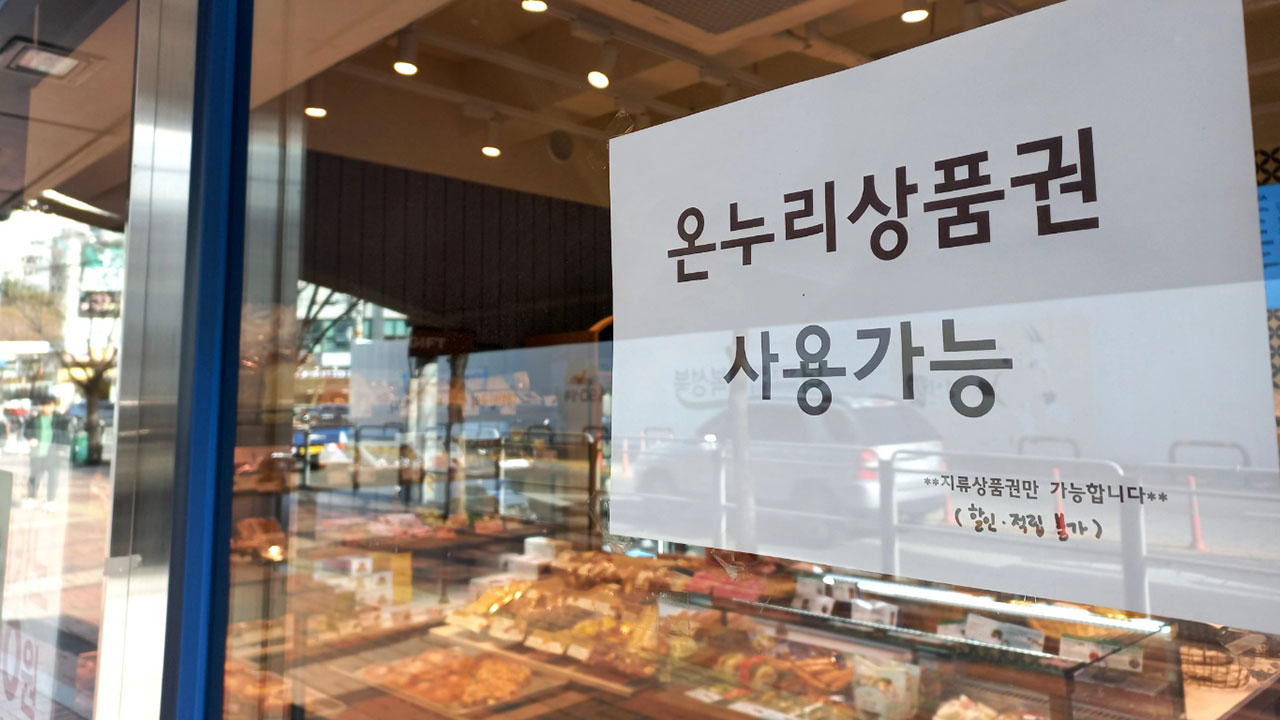 온누리상품권
사용가능
**지류상품권만 가능합니다**
(할인·적립 불가)
GIFT